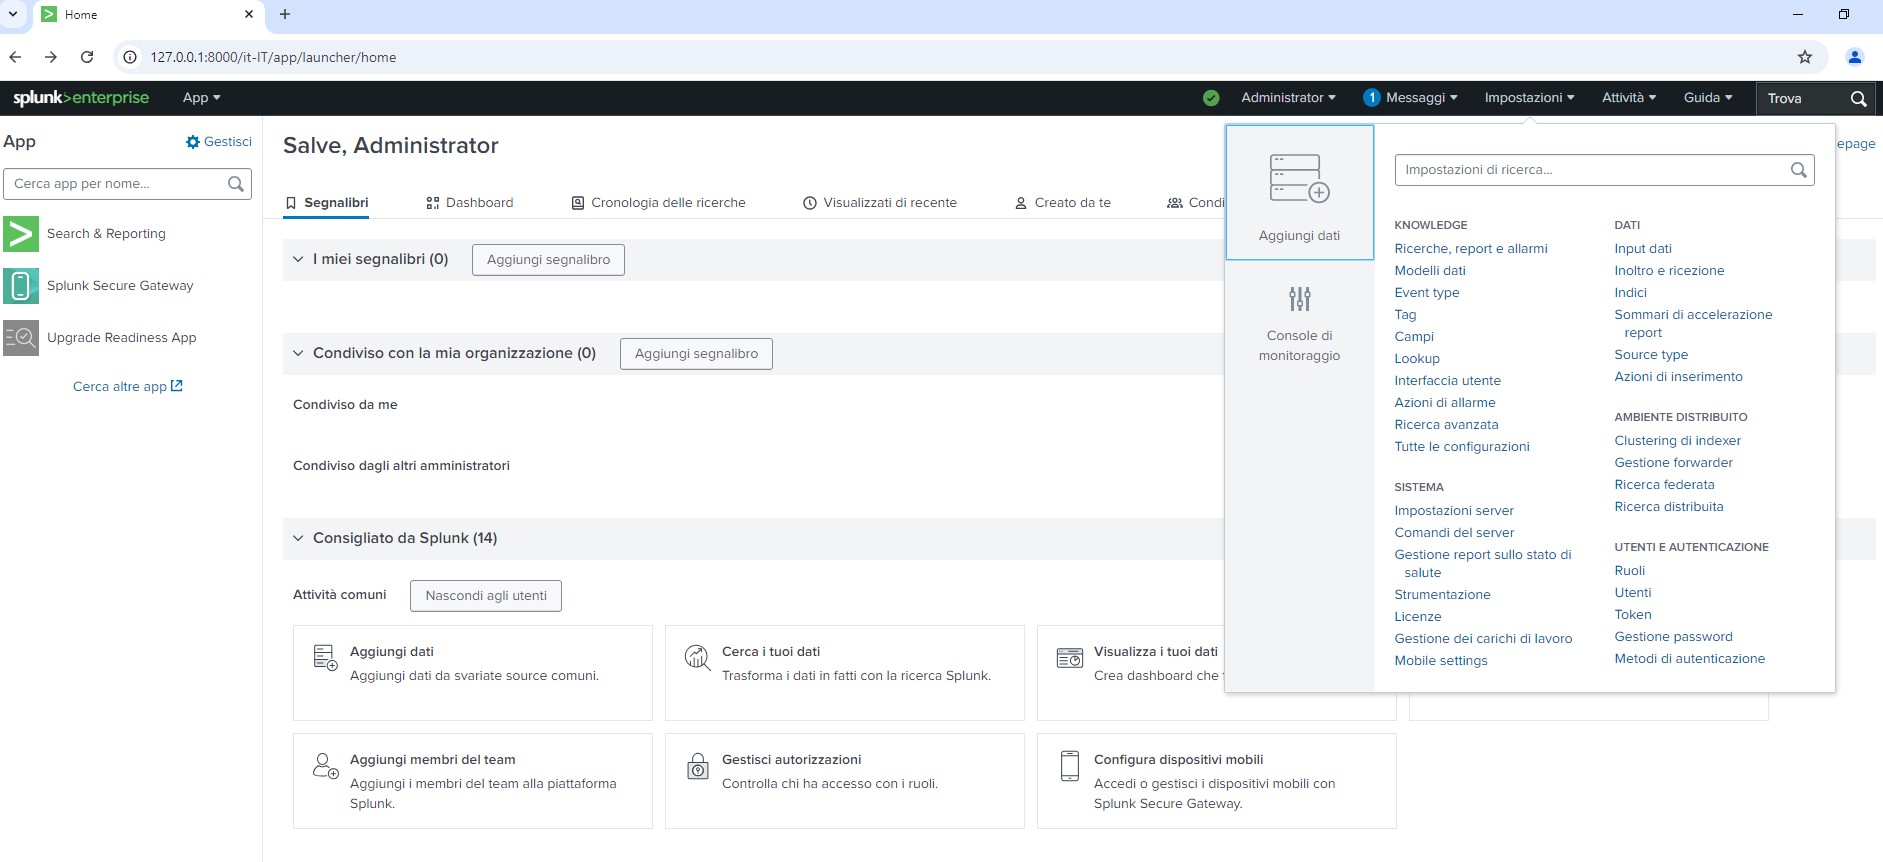 Home
127.0.0.1:8000/it-IT/app/launcher/home
splunk>enterprise
App
Administrator
1 Messaggi
Impostazioni
Attività
Guida
Trova
App
Gestisci
Cerca app per nome...
Search & Reporting
Splunk Secure Gateway
Upgrade Readiness App
Cerca altre app
Salve, Administrator
Segnalibri
Dashboard
Cronologia delle ricerche
Visualizzati di recente
Creato da te
Condi
epage
I miei segnalibri (0)
Aggiungi segnalibro
Condiviso con la mia organizzazione (0)
Aggiungi segnalibro
Condiviso da me
Condiviso dagli altri amministratori
Consigliato da Splunk (14)
Attività comuni
Nascondi agli utenti
Aggiungi dati
Aggiungi dati da svariate source comuni.
Cerca i tuoi dati
Trasforma i dati in fatti con la ricerca Splunk.
Visualizza i tuoi dati
Crea dashboard che
Aggiungi membri del team
Aggiungi i membri del team alla piattaforma
Splunk.
Gestisci autorizzazioni
Controlla chi ha accesso con i ruoli.
Configura dispositivi mobili
Accedi o gestisci i dispositivi mobili con
Splunk Secure Gateway.
Aggiungi dati
Console di
monitoraggio
Impostazioni di ricerca...
KNOWLEDGE
Ricerche, report e allarmi
Modelli dati
Event type
Tag
Campi
Lookup
Interfaccia utente
Azioni di allarme
Ricerca avanzata
Tutte le configurazioni
SISTEMA
Impostazioni server
Comandi del server
Gestione report sullo stato di
salute
Strumentazione
Licenze
Gestione dei carichi di lavoro
Mobile settings
DATI
Input dati
Inoltro e ricezione
Indici
Sommari di accelerazione
report
Source type
Azioni di inserimento
AMBIENTE DISTRIBUITO
Clustering di indexer
Gestione forwarder
Ricerca federata
Ricerca distribuita
UTENTI E AUTENTICAZIONE
Ruoli
Utenti
Token
Gestione password
Metodi di autenticazione